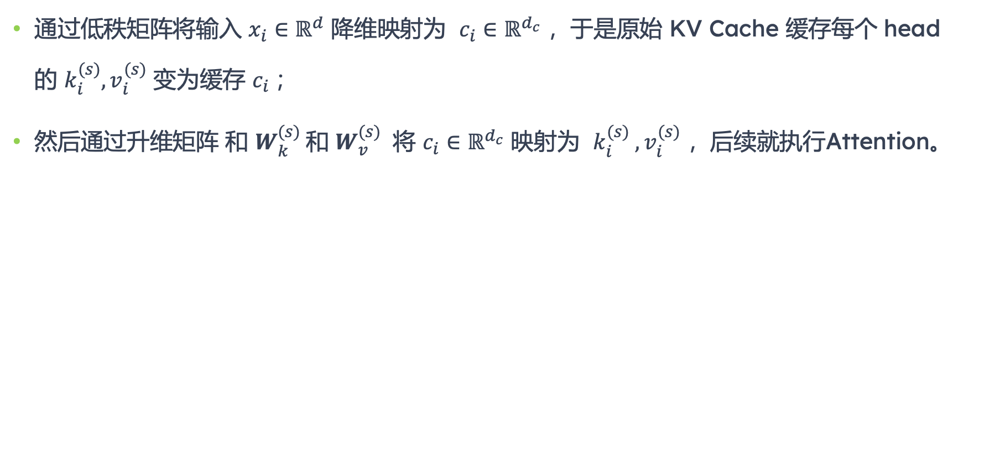 • 通过低秩矩阵将输入 $x_i \in \mathbb{R}^d$ 降维映射为 $c_i \in \mathbb{R}^{d_c}$ ，于是原始 KV Cache 缓存每个 head
的 $k_i^{(s)}, v_i^{(s)}$ 变为缓存 $c_i$；
• 然后通过升维矩阵 和 $\boldsymbol{W}_k^{(s)}$ 和 $\boldsymbol{W}_v^{(s)}$ 将 $c_i \in \mathbb{R}^{d_c}$ 映射为 $k_i^{(s)}, v_i^{(s)}$ ，后续就执行Attention。